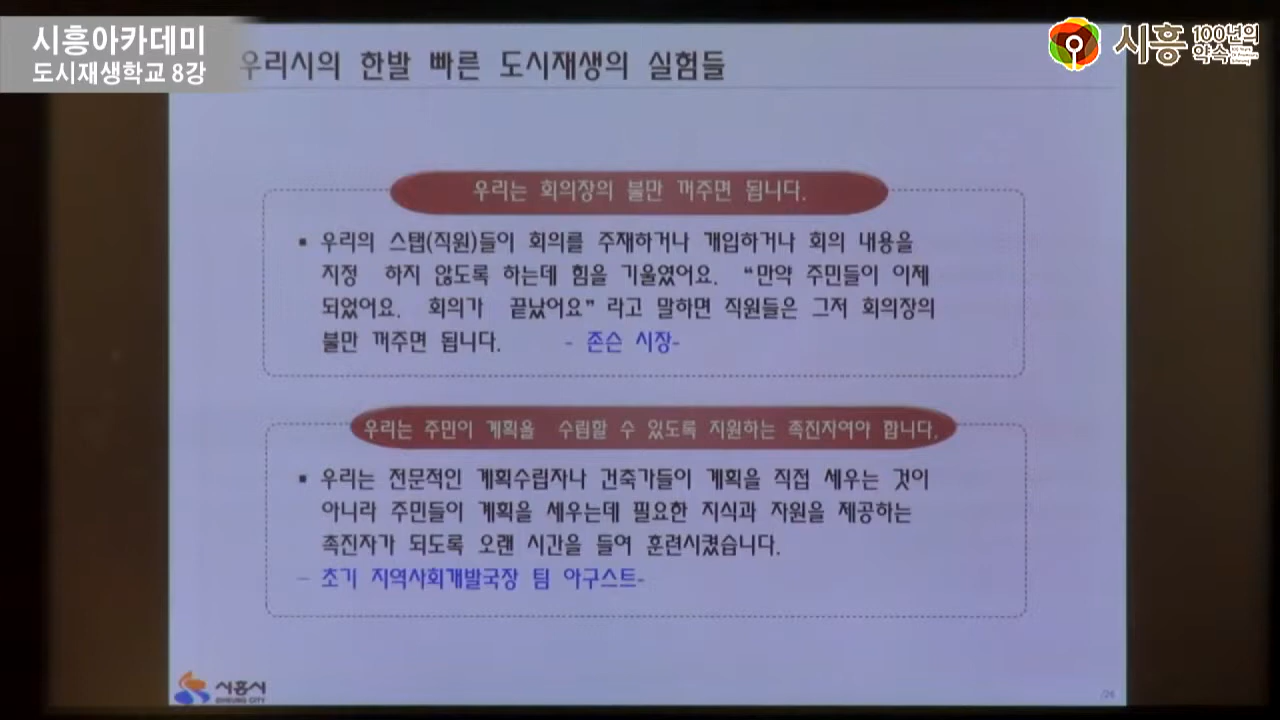 시흥아카데미
도시재생학교 8강
시흥 100년의 약속
우리시의 한발 빠른 도시재생의 실험들
우리는 회의장의 불만 꺼주면 됩니다.
▪ 우리의 스탭(직원)들이 회의를 주재하거나 개입하거나 회의 내용을
지정 하지 않도록 하는데 힘을 기울였어요. “만약 주민들이 이제
되었어요. 회의가 끝났어요” 라고 말하면 직원들은 그저 회의장의
불만 꺼주면 됩니다. - 존슨 시장-
우리는 주민이 계획을 수립할 수 있도록 지원하는 촉진자여야 합니다.
▪ 우리는 전문적인 계획수립자나 건축가들이 계획을 직접 세우는 것이
아니라 주민들이 계획을 세우는데 필요한 지식과 자원을 제공하는
촉진자가 되도록 오랜 시간을 들여 훈련시켰습니다.
- 초기 지역사회개발국장 팀 아구스트-
시흥시
SIHEUNG CITY
/26